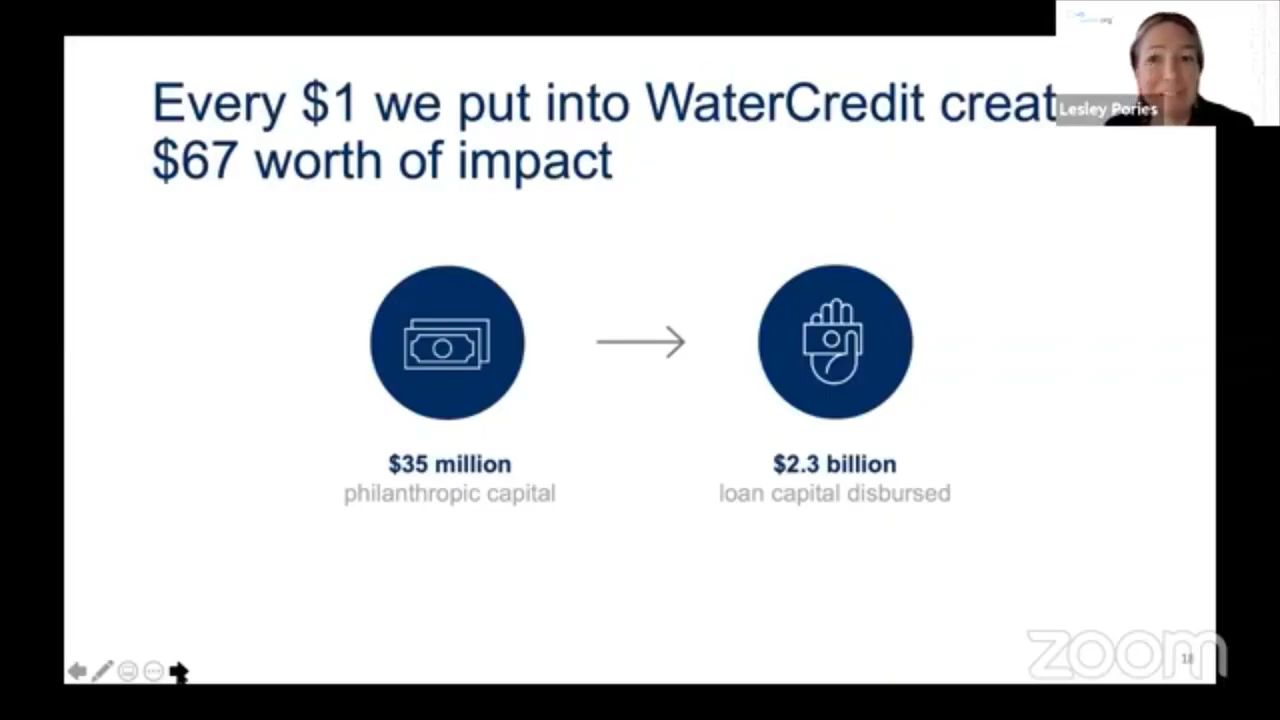 Every $1 we put into WaterCredit creat
$67 worth of impact
Lesley Pories
$35 million
philanthropic capital
$2.3 billion
loan capital disbursed
zoom
18